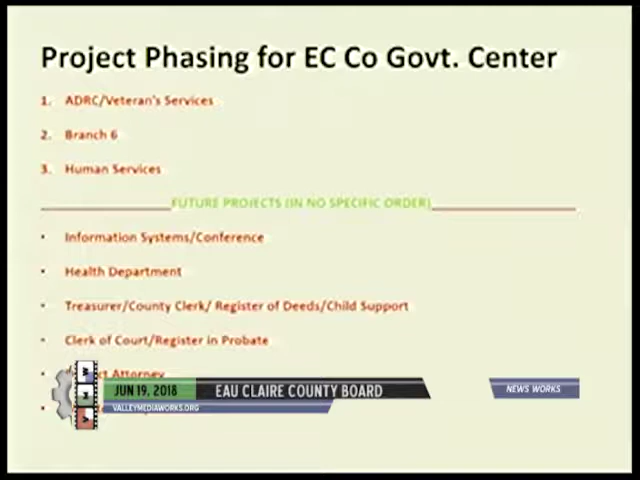 Project Phasing for EC Co Govt. Center
1. ADRC/Veteran's Services
2. Branch 6
3. Human Services
FUTURE PROJECTS (IN NO SPECIFIC ORDER)
• Information Systems/Conference
• Health Department
• Treasurer/County Clerk/ Register of Deeds/Child Support
• Clerk of Court/Register in Probate
• Attorney
JUN 19, 2018 EAU CLAIRE COUNTY BOARD NEWS WORKS
VALLEYMEDIAWORKS.ORG